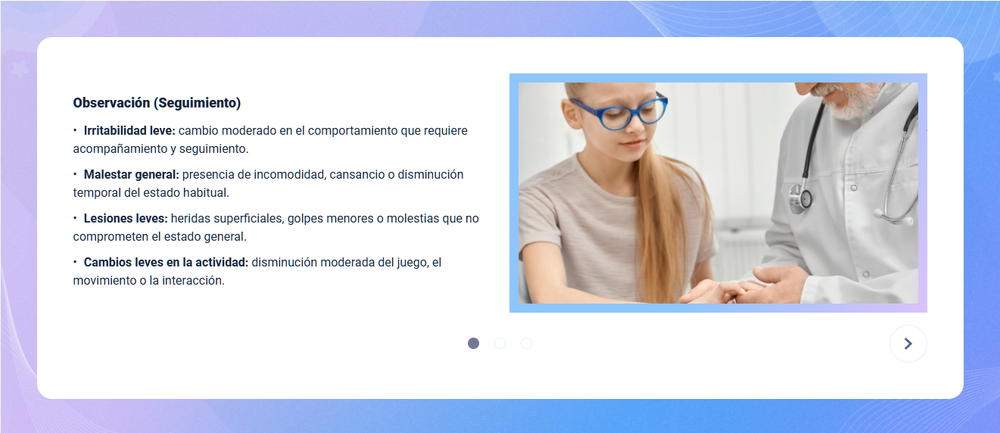 Observación (Seguimiento)
• Irritabilidad leve: cambio moderado en el comportamiento que requiere
acompañamiento y seguimiento.
• Malestar general: presencia de incomodidad, cansancio o disminución
temporal del estado habitual.
• Lesiones leves: heridas superficiales, golpes menores o molestias que no
comprometen el estado general.
• Cambios leves en la actividad: disminución moderada del juego, el
movimiento o la interacción.